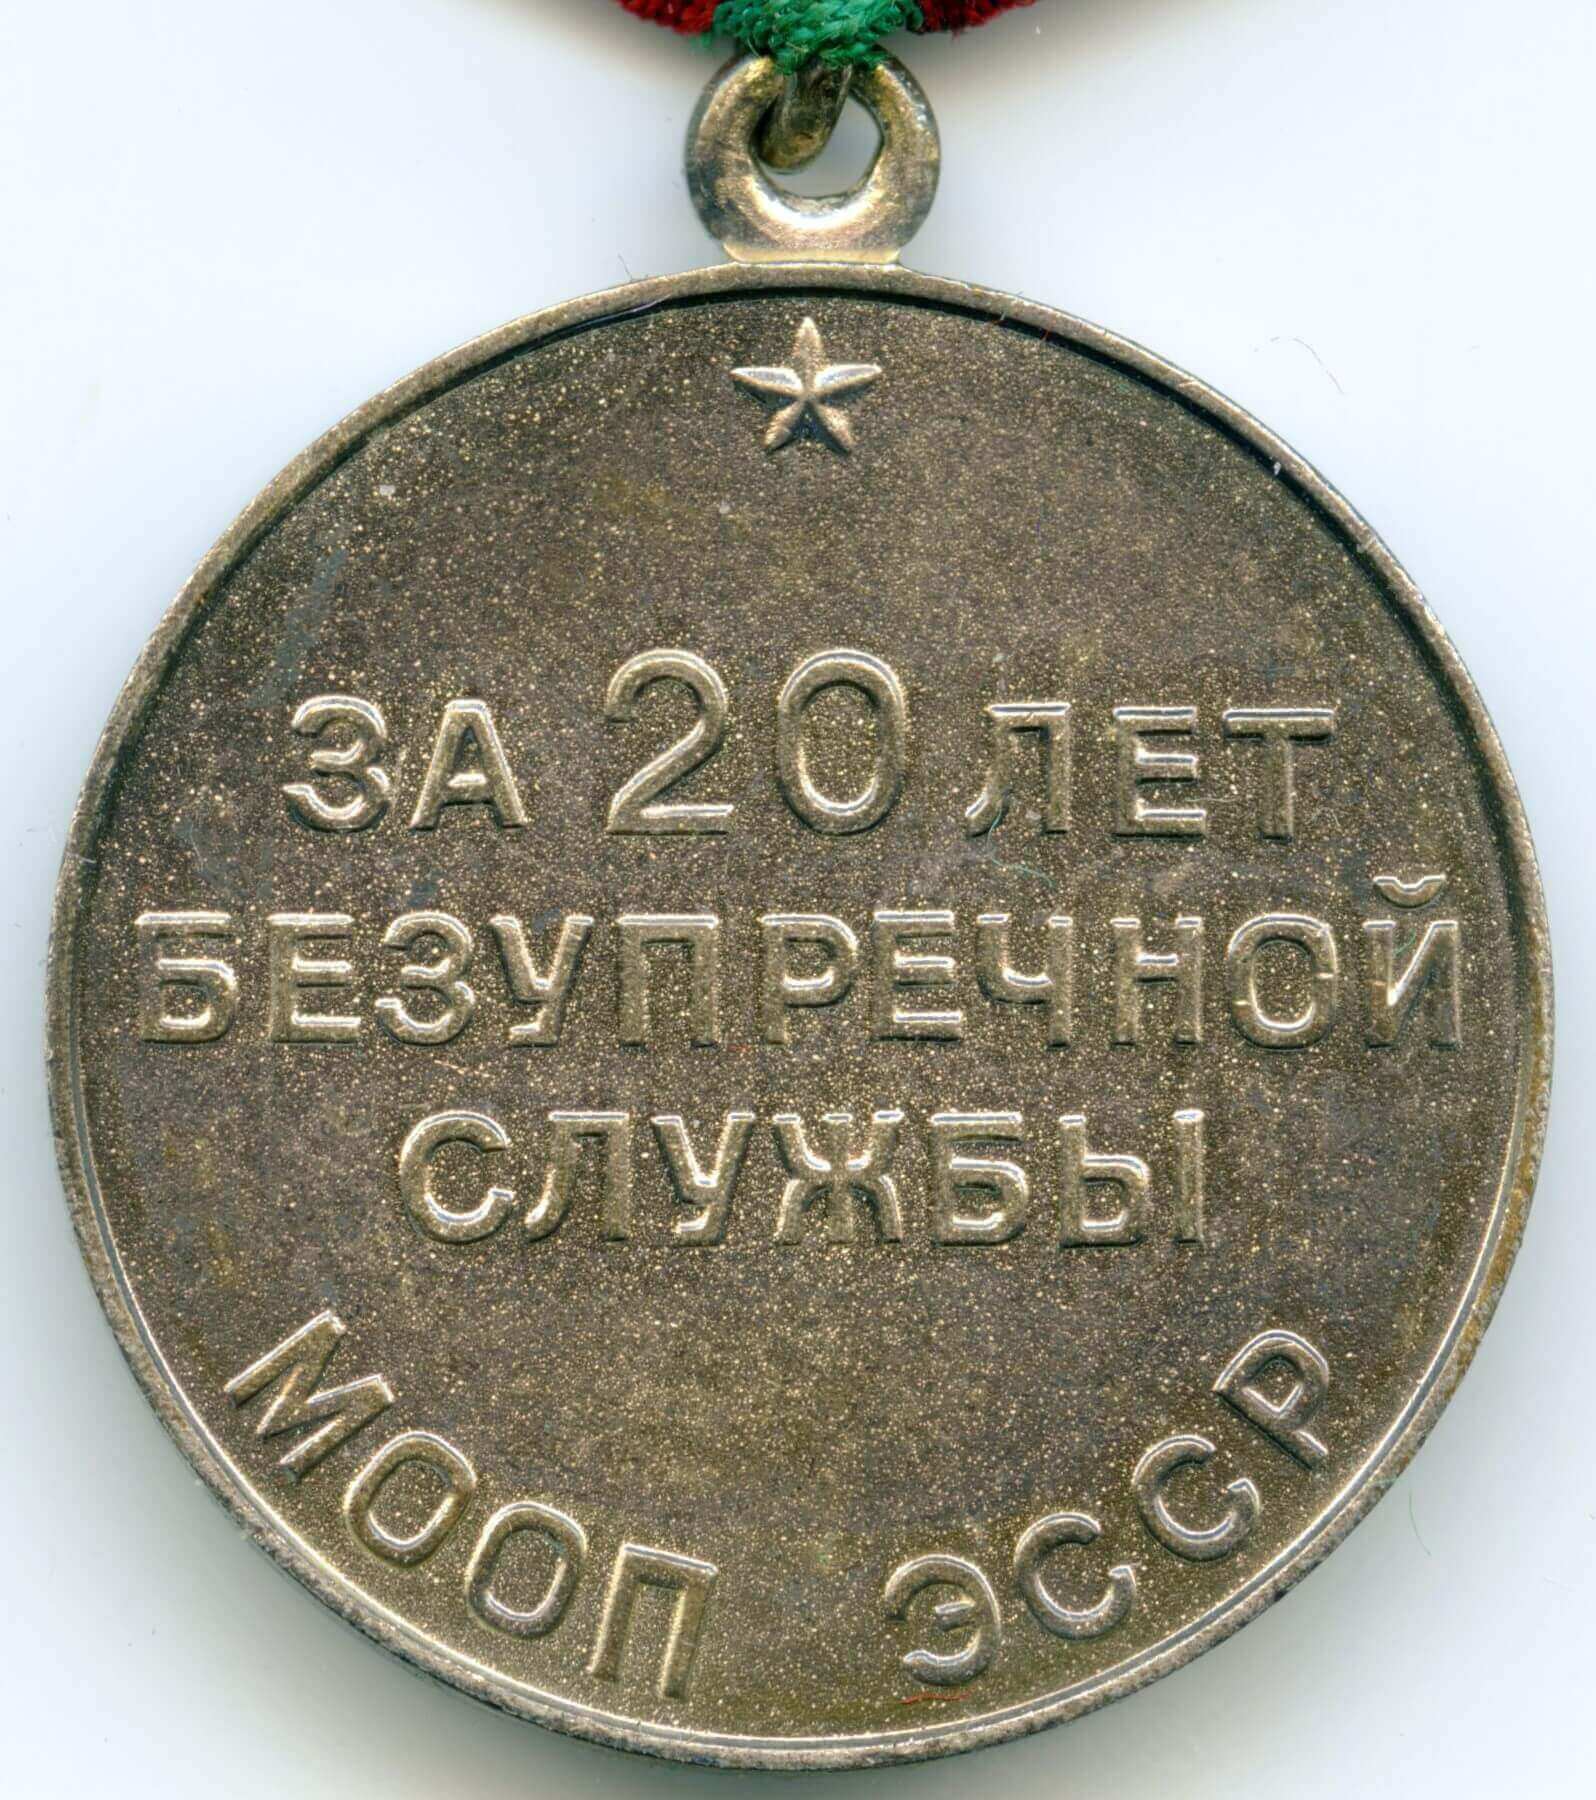 ЗА 20 ЛЕТ
БЕЗУПРЕЧНОЙ
СЛУЖБЫ
МООП ЭССР